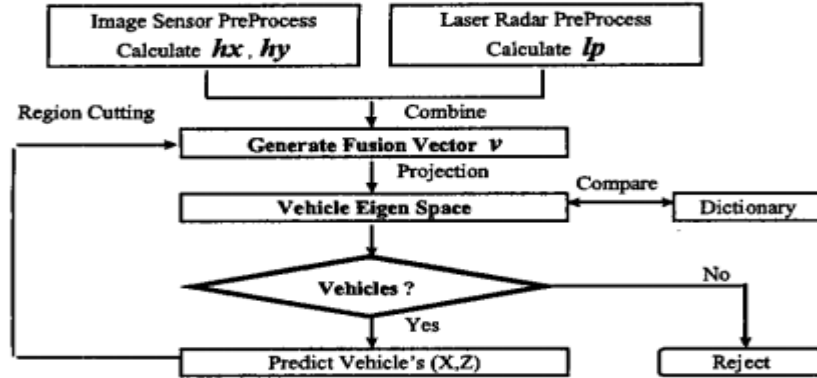 Image Sensor PreProcess
Calculate hx , hy
Laser Radar PreProcess
Calculate lp
Combine
Region Cutting
Generate Fusion Vector v
Projection
Compare
Vehicle Eigen Space
Dictionary
Vehicles ?
No
Yes
Predict Vehicle's (X,Z)
Reject